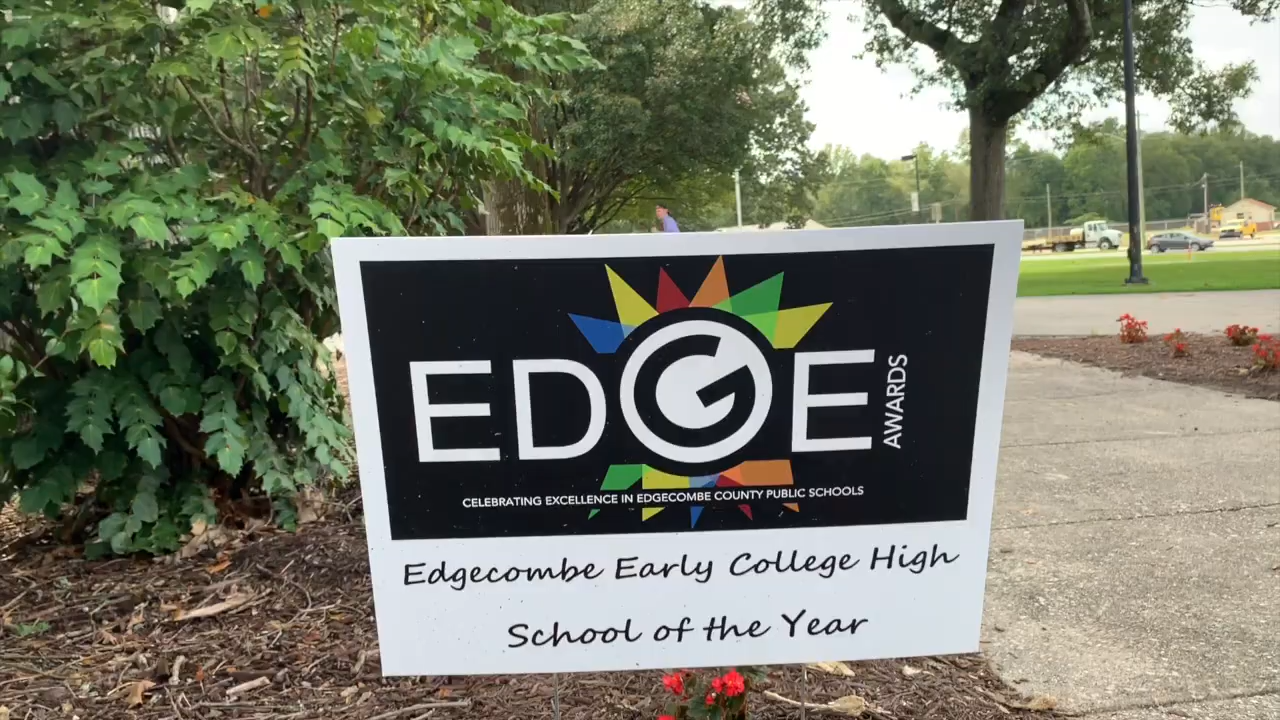 EDGE AWARDS
CELEBRATING EXCELLENCE IN EDGECOMBE COUNTY PUBLIC SCHOOLS
Edgecombe Early College High
School of the Year